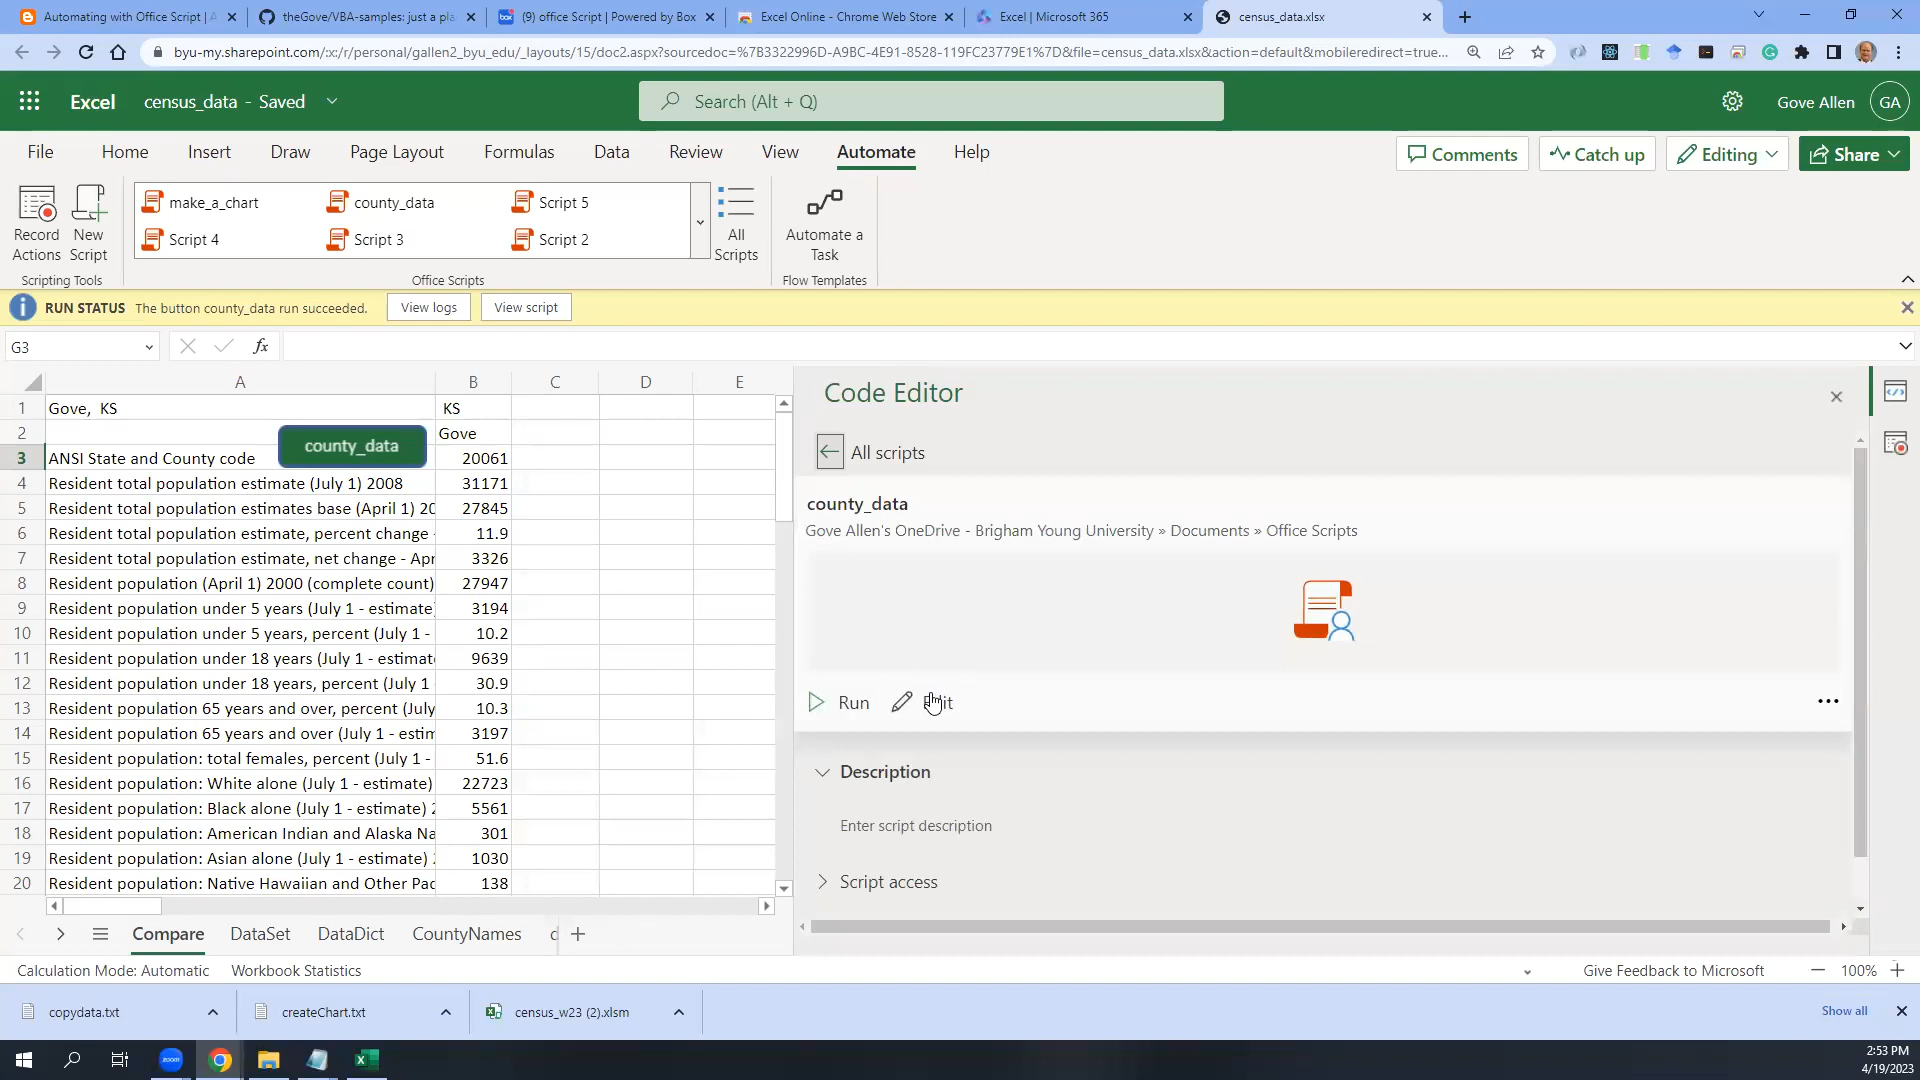 Automating with Office Script | A
theGove/VBA-samples: just a pla
(9) office Script | Powered by Box
Excel Online - Chrome Web Store
Excel | Microsoft 365
census_data.xlsx
byu-my.sharepoint.com/:x:/r/personal/gallen2_byu_edu/_layouts/15/doc2.aspx?sourcedoc=%7B3322996D-A9BC-4E91-8528-119FC23779E1%7D&file=census_data.xlsx&action=default&mobileredirect=true...
Excel census_data - Saved
Search (Alt + Q)
Gove Allen GA
File Home Insert Draw Page Layout Formulas Data Review View Automate Help
Comments Catch up Editing Share
make_a_chart county_data Script 5
Script 4 Script 3 Script 2
Record Actions
New Script
All Scripts
Automate a Task
Scripting Tools Office Scripts Flow Templates
RUN STATUS The button county_data run succeeded. View logs View script
G3 fx
A B C D E
1 Gove, KS KS
2 Gove
county_data
3 ANSI State and County code 20061
4 Resident total population estimate (July 1) 2008 31171
5 Resident total population estimates base (April 1) 20 27845
6 Resident total population estimate, percent change - 11.9
7 Resident total population estimate, net change - Apr 3326
8 Resident population (April 1) 2000 (complete count) 27947
9 Resident population under 5 years (July 1 - estimate) 3194
10 Resident population under 5 years, percent (July 1 - 10.2
11 Resident population under 18 years (July 1 - estimat 9639
12 Resident population under 18 years, percent (July 1 30.9
13 Resident population 65 years and over, percent (July 10.3
14 Resident population 65 years and over (July 1 - estim 3197
15 Resident population: total females, percent (July 1 - 51.6
16 Resident population: White alone (July 1 - estimate) 22723
17 Resident population: Black alone (July 1 - estimate) 2 5561
18 Resident population: American Indian and Alaska Na 301
19 Resident population: Asian alone (July 1 - estimate) 1030
20 Resident population: Native Hawaiian and Other Pac 138
Code Editor
All scripts
county_data
Gove Allen's OneDrive - Brigham Young University » Documents » Office Scripts
Run Edit
Description
Enter script description
Script access
Compare DataSet DataDict CountyNames
Calculation Mode: Automatic Workbook Statistics
Give Feedback to Microsoft 100%
copydata.txt createChart.txt census_w23 (2).xlsm
Show all
zoom
2:53 PM
4/19/2023